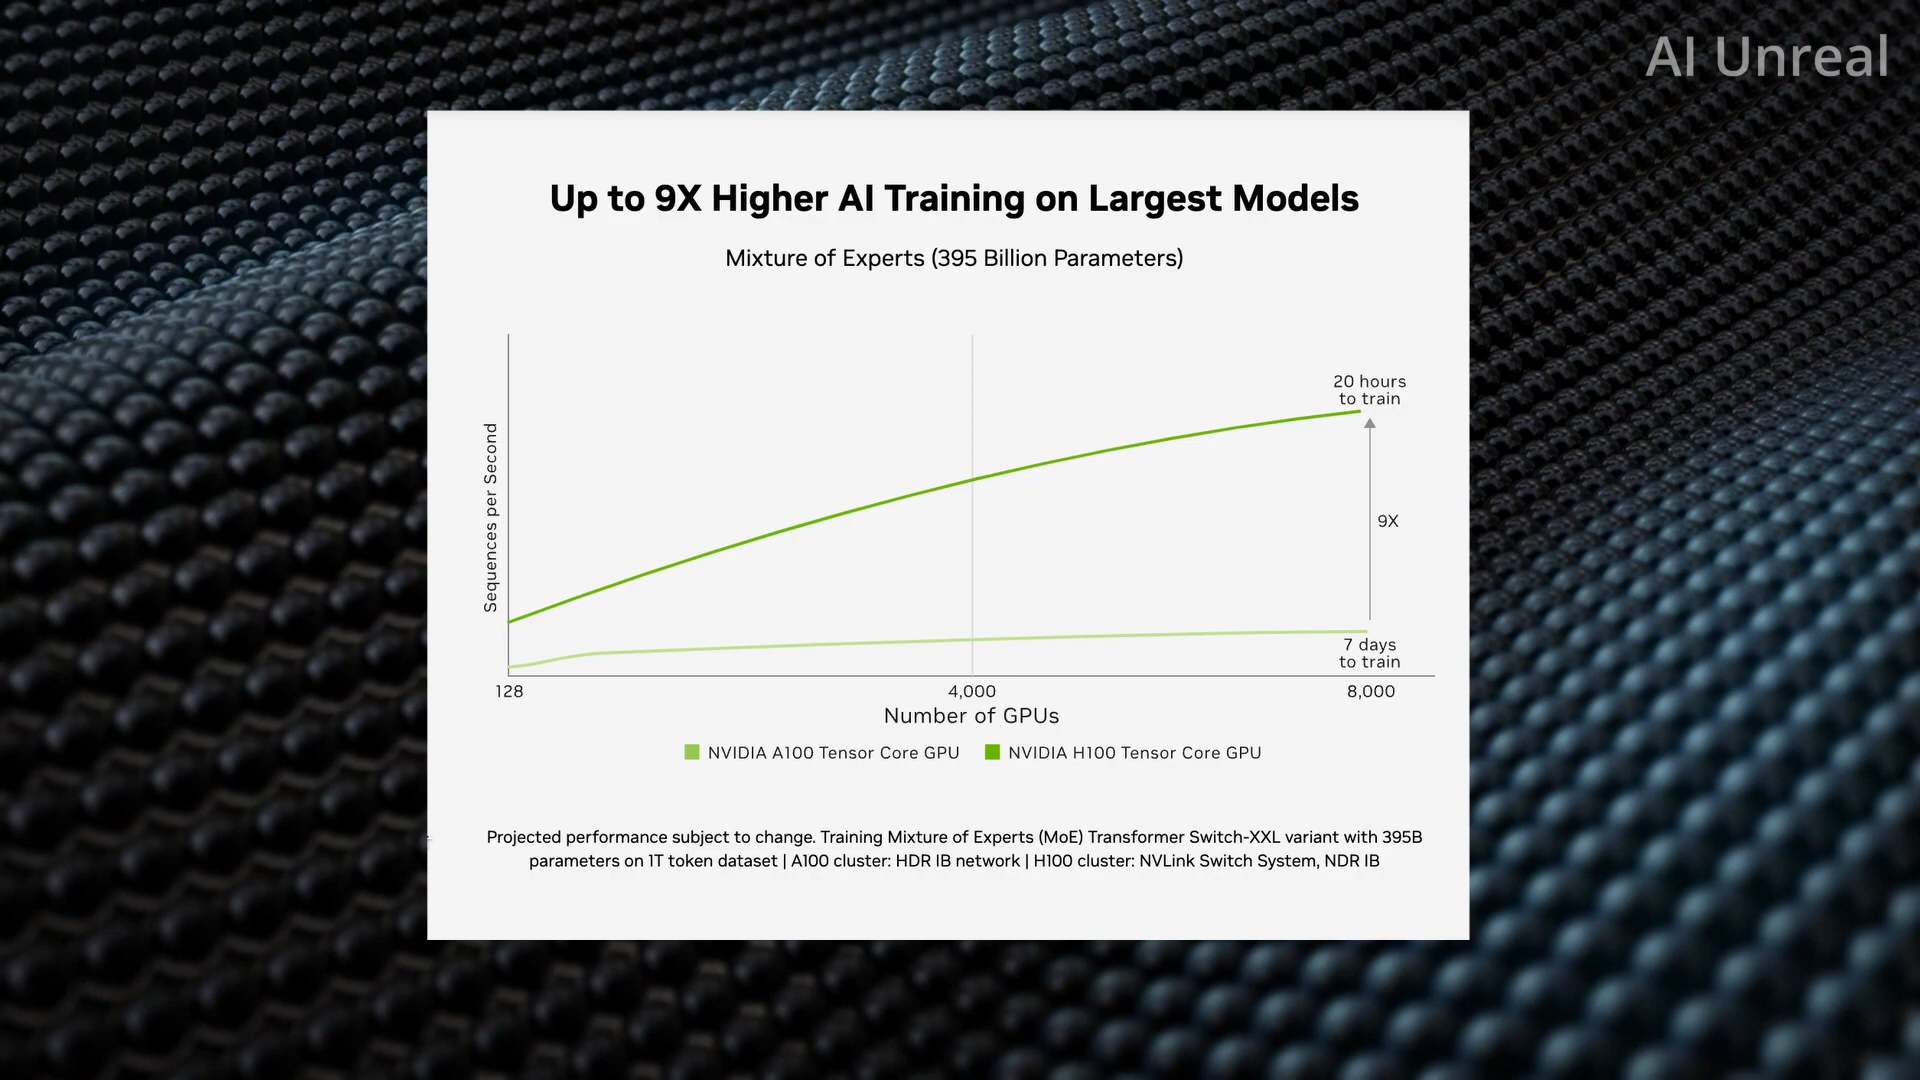 AI Unreal
Up to 9X Higher AI Training on Largest Models
Mixture of Experts (395 Billion Parameters)
Sequences per Second
20 hours
to train
9X
7 days
to train
128
4,000
8,000
Number of GPUs
NVIDIA A100 Tensor Core GPU
NVIDIA H100 Tensor Core GPU
Projected performance subject to change. Training Mixture of Experts (MoE) Transformer Switch-XXL variant with 395B
parameters on 1T token dataset | A100 cluster: HDR IB network | H100 cluster: NVLink Switch System, NDR IB